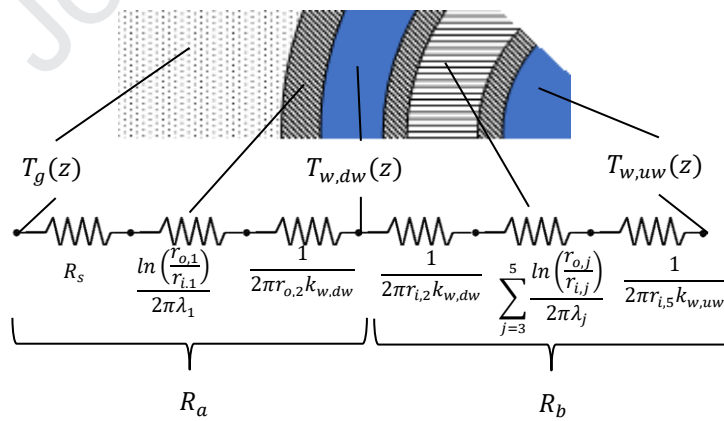 Jo
T_g(z)
T_{w,dw}(z)
T_{w,uw}(z)
R_s
\frac{ln\left(\frac{r_{o,1}}{r_{i.1}}\right)}{2\pi\lambda_1}
\frac{1}{2\pi r_{o,2}k_{w,dw}}
\frac{1}{2\pi r_{i,2}k_{w,dw}}
\sum_{j=3}^{5}\frac{ln\left(\frac{r_{o,j}}{r_{i,j}}\right)}{2\pi\lambda_j}
\frac{1}{2\pi r_{i,5}k_{w,uw}}
R_a
R_b